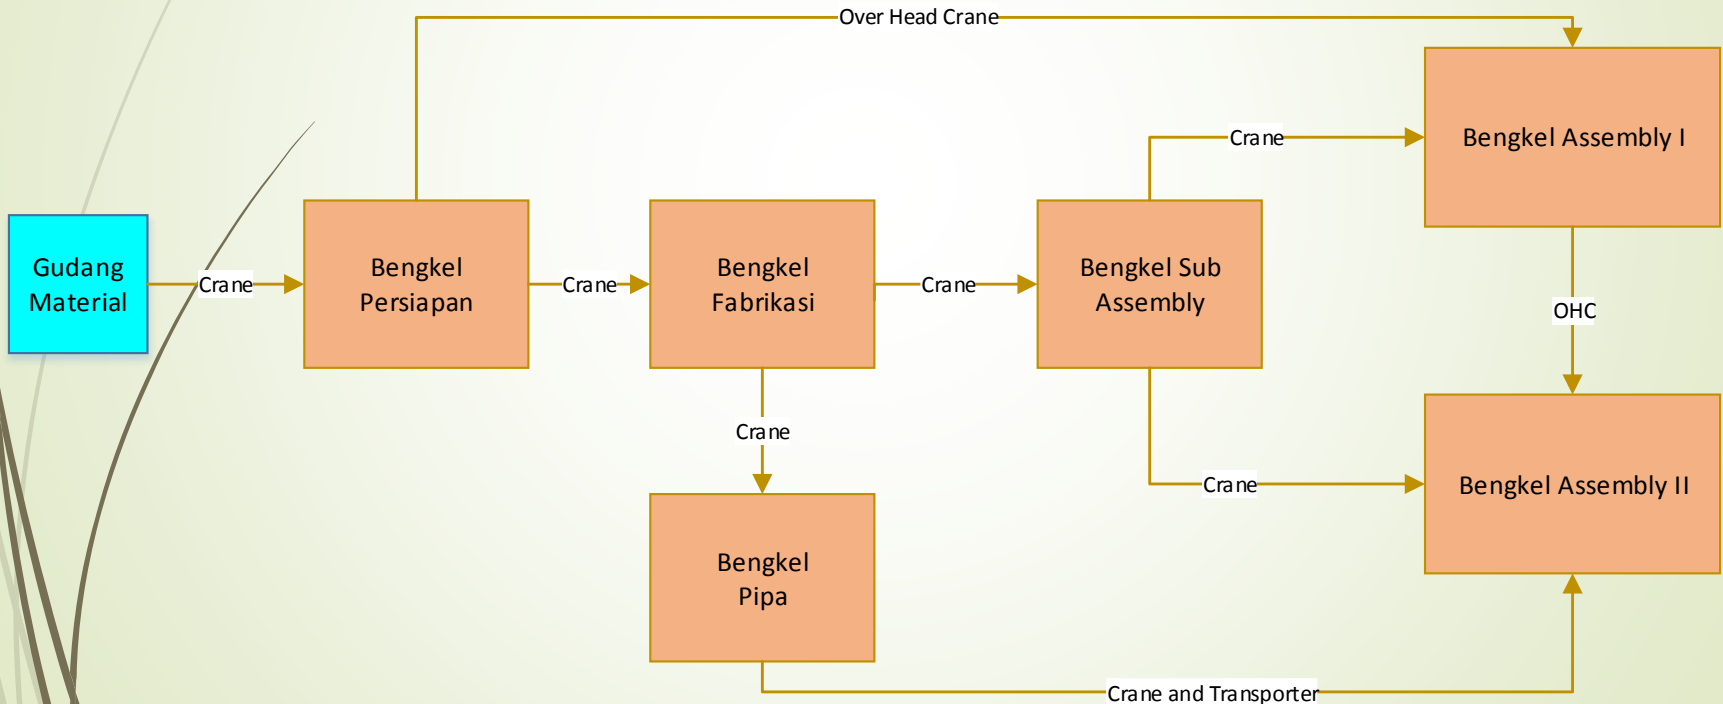 Over Head Crane
Bengkel Assembly I
Crane
Gudang
Material
Crane
Bengkel
Persiapan
Crane
Bengkel
Fabrikasi
Crane
Bengkel Sub
Assembly
OHC
Crane
Crane
Bengkel Assembly II
Bengkel
Pipa
Crane and Transporter